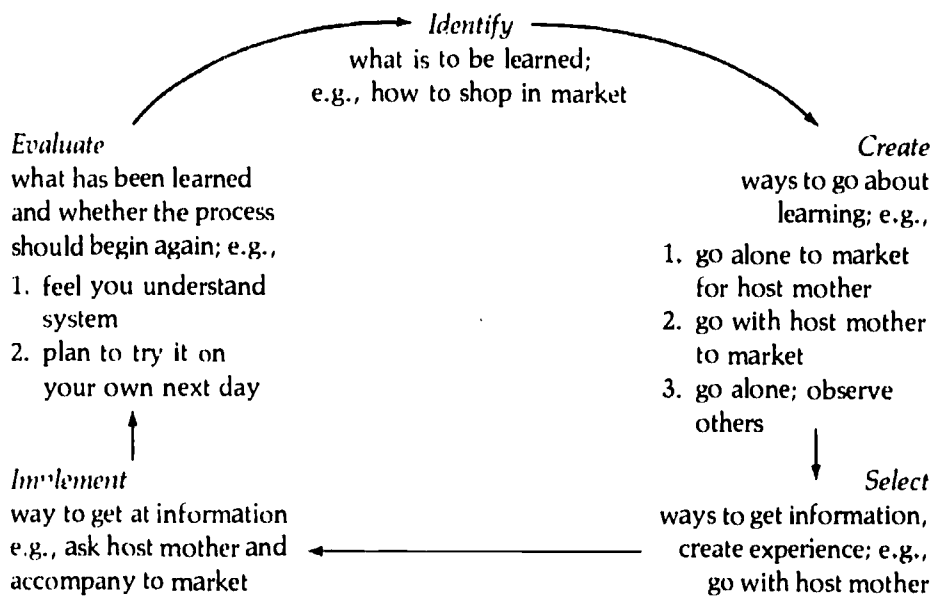 Identify
what is to be learned;
e.g., how to shop in market
Create
ways to go about
learning; e.g.,
1. go alone to market
for host mother
2. go with host mother
to market
3. go alone; observe
others
Select
ways to get information,
create experience; e.g.,
go with host mother
Implement
way to get at information
e.g., ask host mother and
accompany to market
Evaluate
what has been learned
and whether the process
should begin again; e.g.,
1. feel you understand
system
2. plan to try it on
your own next day